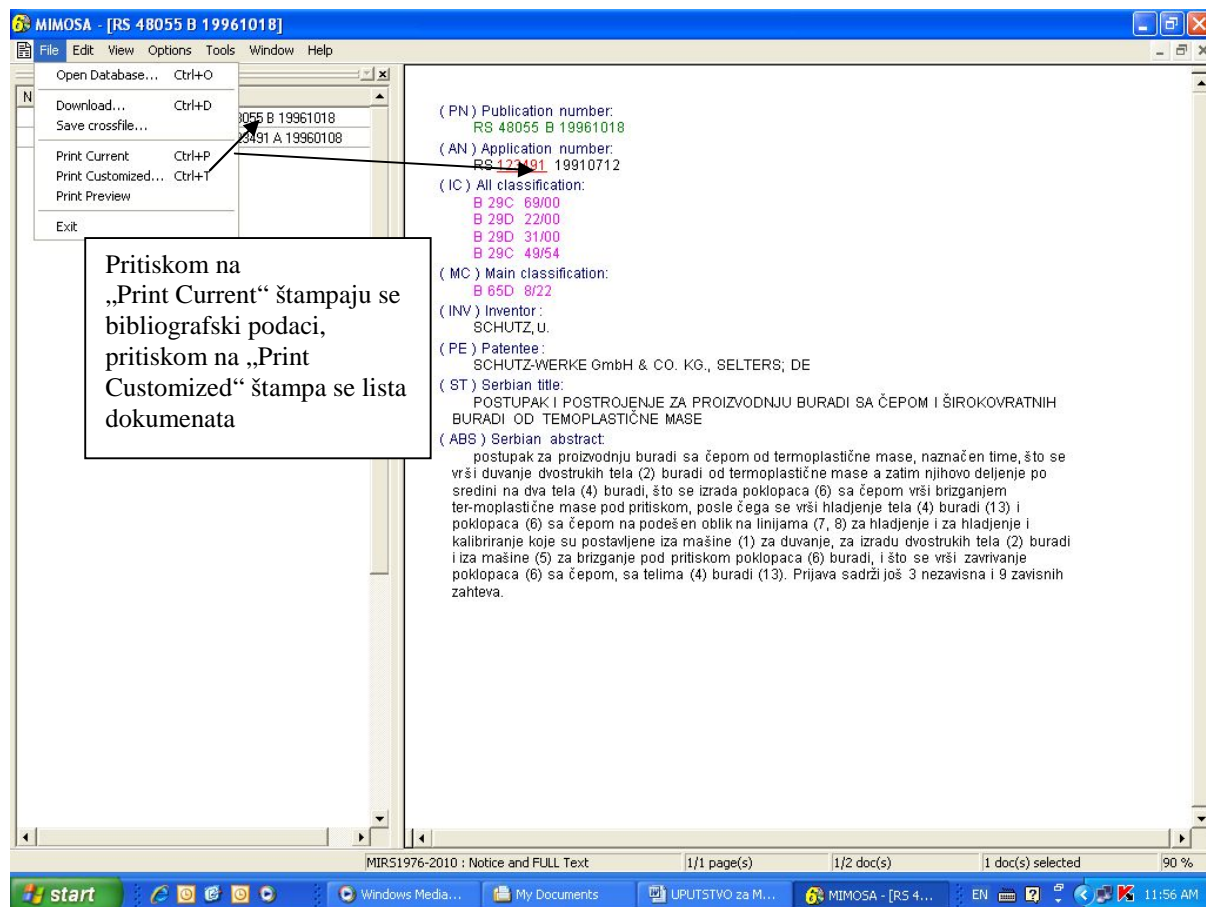 MIMOSA - [RS 48055 B 19961018]
File Edit View Options Tools Window Help
Open Database... Ctrl+O
Download... Ctrl+D
Save crossfile...
Print Current Ctrl+P
Print Customized... Ctrl+T
Print Preview
Exit
N
8055 B 19961018
23491 A 19960108
Pritiskom na
„Print Current“ štampaju se
bibliografski podaci,
pritiskom na „Print
Customized“ štampa se lista
dokumenata
( PN ) Publication number:
RS 48055 B 19961018
( AN ) Application number:
RS 123491 19910712
( IC ) All classification:
B 29C 69/00
B 29D 22/00
B 29D 31/00
B 29C 49/54
( MC ) Main classification:
B 65D 8/22
( INV ) Inventor :
SCHUTZ, U.
( PE ) Patentee :
SCHUTZ-WERKE GmbH & CO. KG., SELTERS; DE
( ST ) Serbian title:
POSTUPAK I POSTROJENJE ZA PROIZVODNJU BURADI SA ČEPOM I ŠIROKOVRATNIH
BURADI OD TEMOPLASTIČNE MASE
( ABS ) Serbian abstract:
postupak za proizvodnju buradi sa čepom od termoplastične mase, naznačen time, što se
vrši duvanje dvostrukih tela (2) buradi od termoplastične mase a zatim njihovo deljenje po
sredini na dva tela (4) buradi, što se izrada poklopaca (6) sa čepom vrši brizganjem
ter-moplastične mase pod pritiskom, posle čega se vrši hladjenje tela (4) buradi (13) i
poklopaca (6) sa čepom na podešen oblik na linijama (7, 8) za hladjenje i za hladjenje i
kalibriranje koje su postavljene iza mašine (1) za duvanje, za izradu dvostrukih tela (2) buradi
i iza mašine (5) za brizganje pod pritiskom poklopaca (6) buradi, i što se vrši zavrivanje
poklopaca (6) sa čepom, sa telima (4) buradi (13). Prijava sadrži još 3 nezavisna i 9 zavisnih
zahteva.
MIRS1976-2010 : Notice and FULL Text 1/1 page(s) 1/2 doc(s) 1 doc(s) selected 90 %
start Windows Media... My Documents UPUTSTVO za M... MIMOSA - [RS 4... EN 11:56 AM